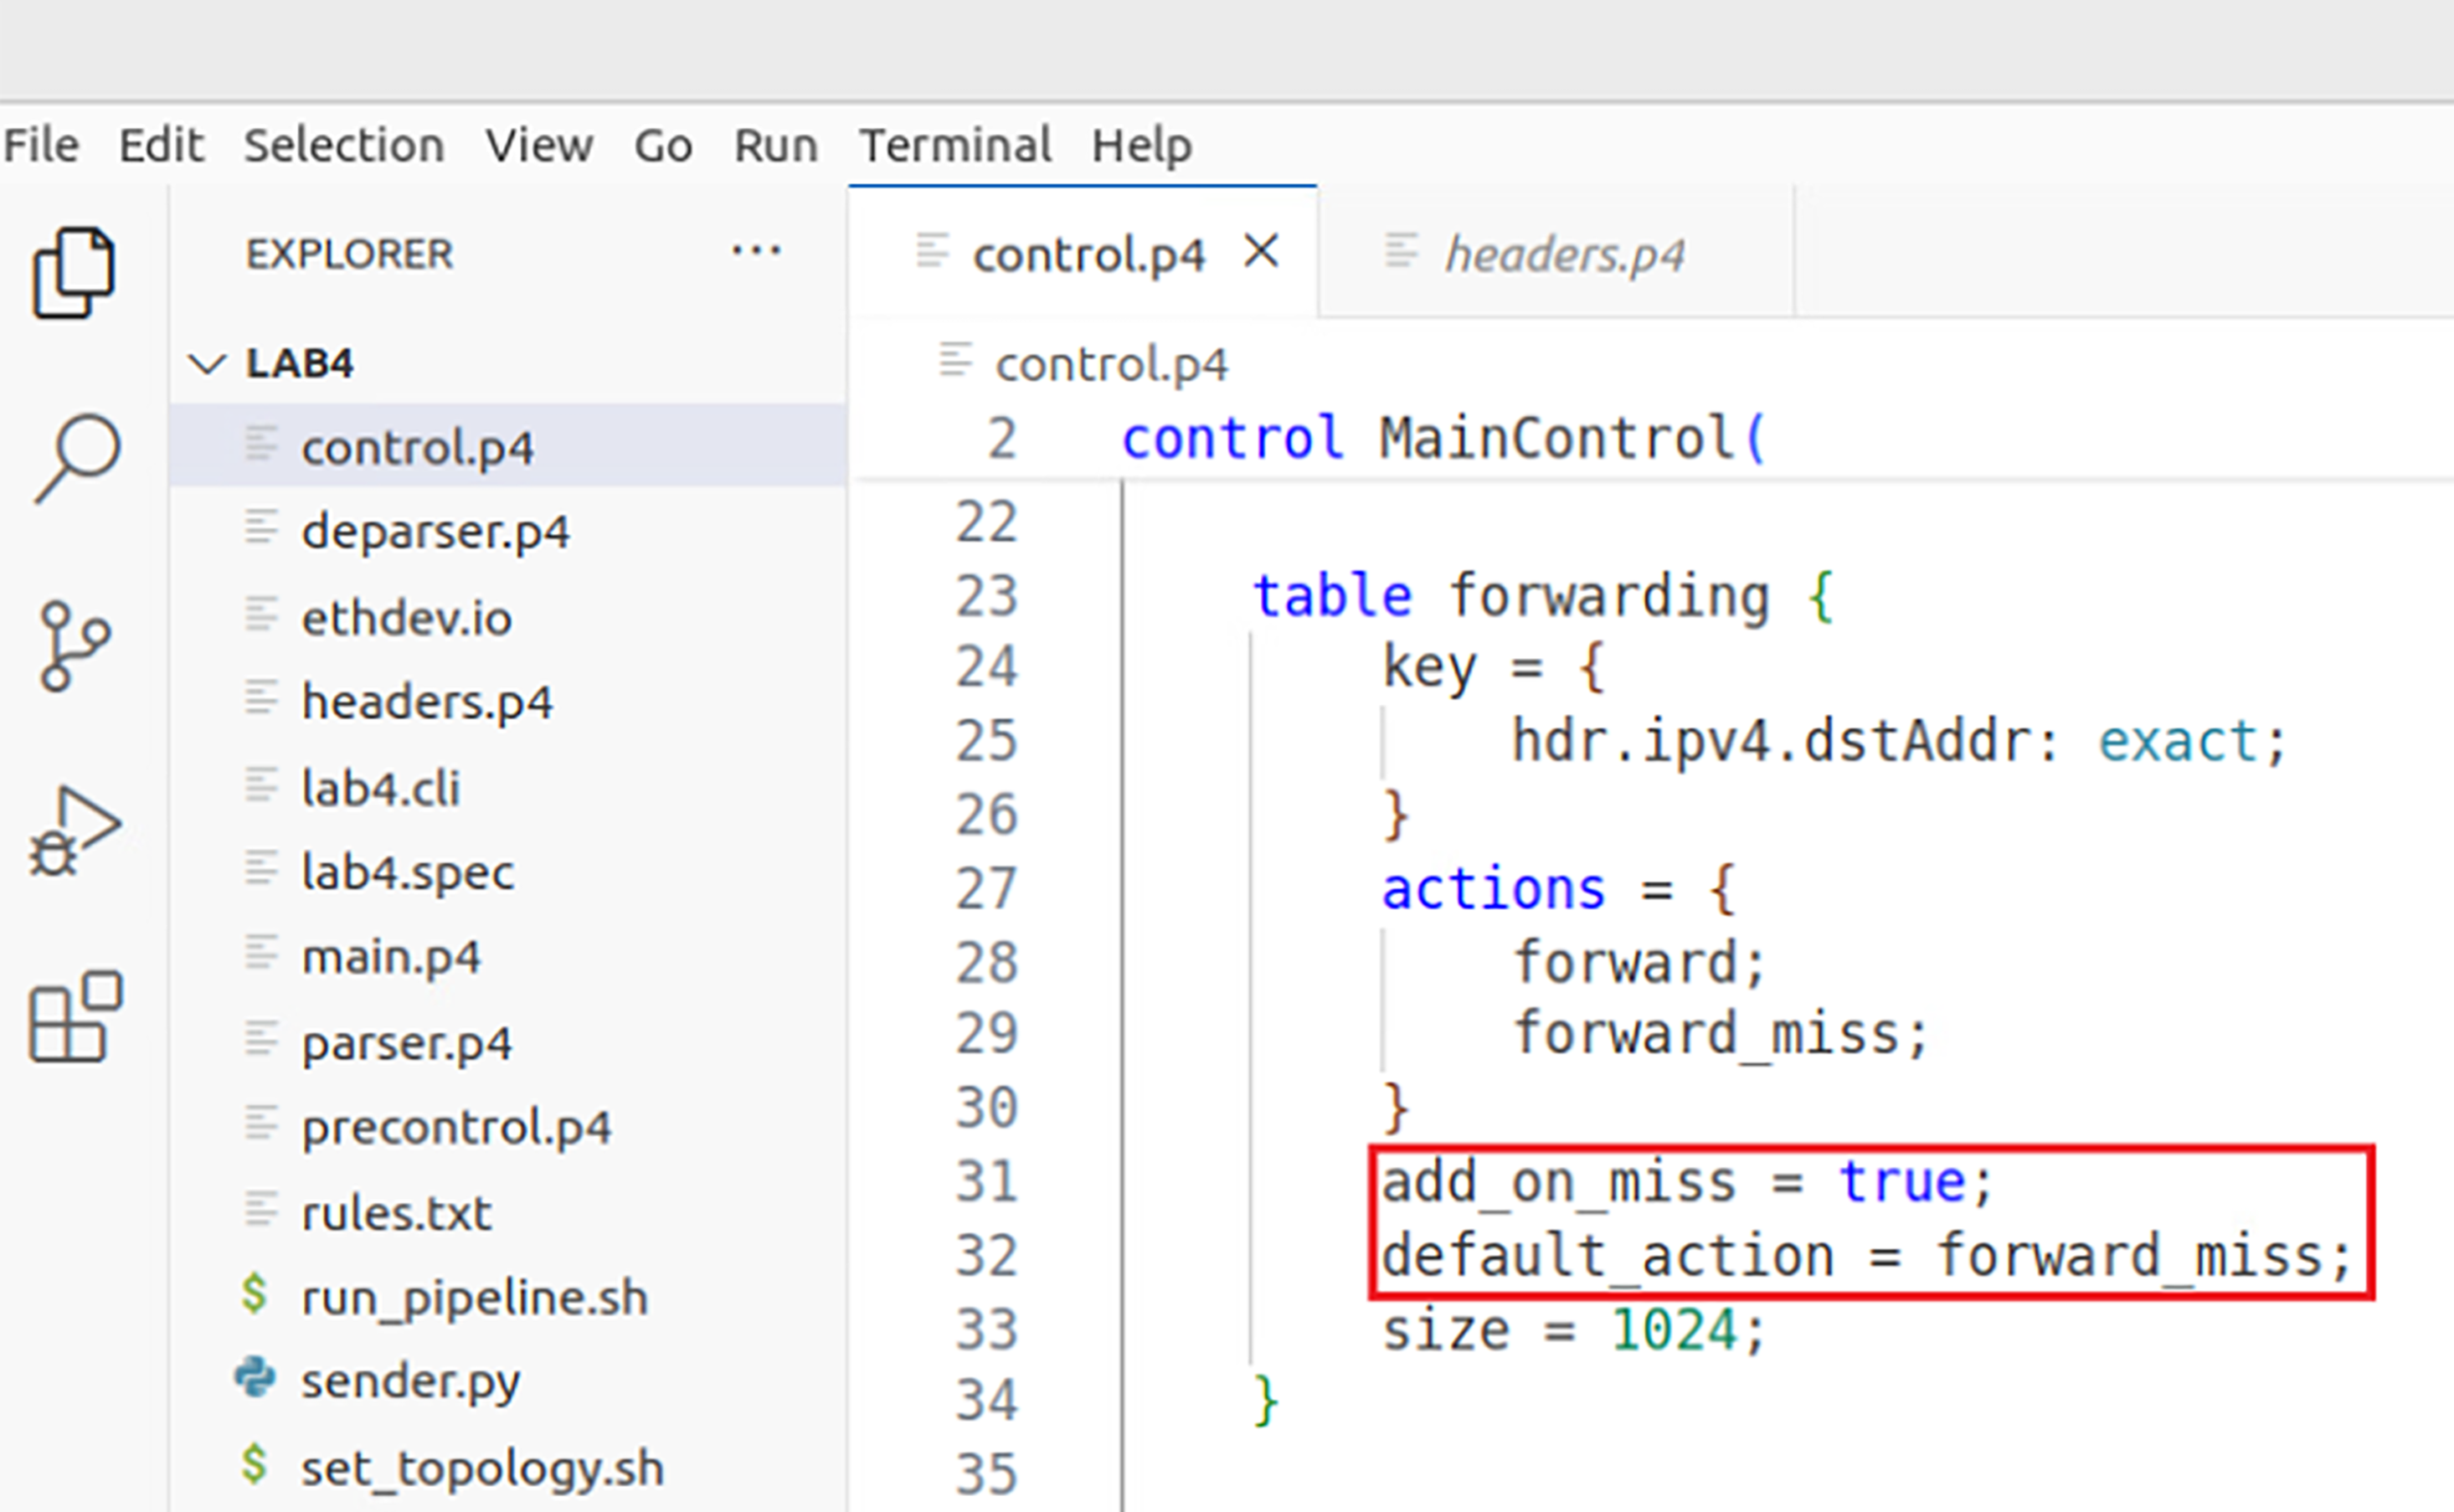 File Edit Selection View Go Run Terminal Help
EXPLORER ...
LAB4
control.p4
deparser.p4
ethdev.io
headers.p4
lab4.cli
lab4.spec
main.p4
parser.p4
precontrol.p4
rules.txt
$ run_pipeline.sh
sender.py
$ set_topology.sh
control.p4 headers.p4
control.p4
2 control MainControl(
22
23 table forwarding {
24 key = {
25 hdr.ipv4.dstAddr: exact;
26 }
27 actions = {
28 forward;
29 forward_miss;
30 }
31 add_on_miss = true;
32 default_action = forward_miss;
33 size = 1024;
34 }
35